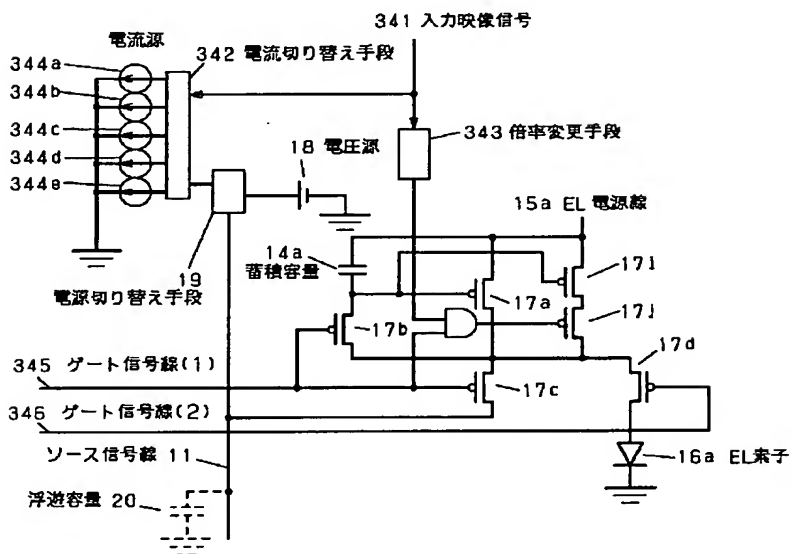 341 入力映像信号
電流源
344a
342 電流切り替え手段
344b
344c
343 倍率変更手段
344d
18 電圧源
344e
15a EL 電源線
14a
蓄積容量
19
電源切り替え手段
17i
17a
17j
17b
17d
345 ゲート信号線(1)
17c
346 ゲート信号線(2)
ソース信号線 11
16a EL素子
浮遊容量 20